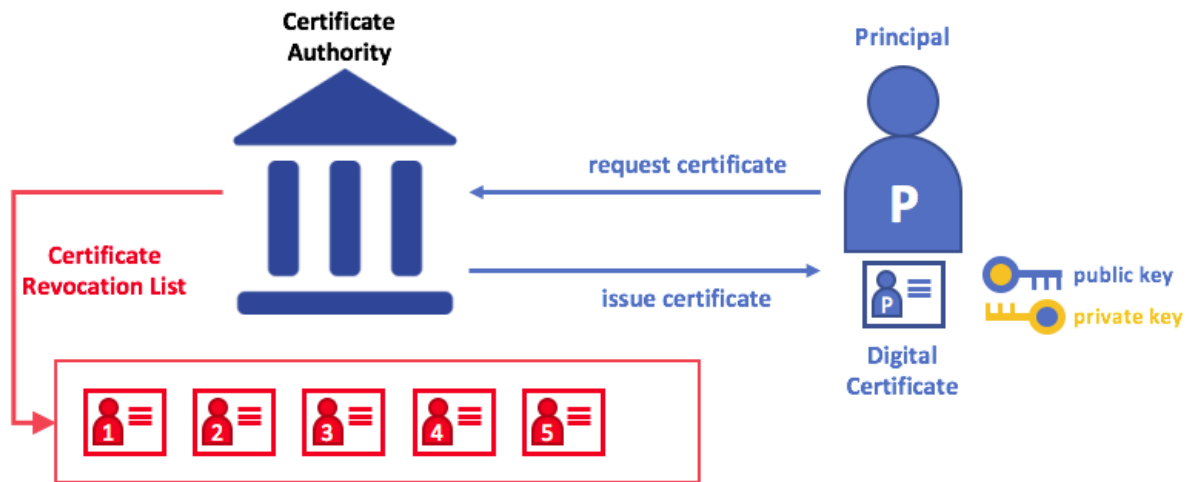 Certificate
Authority
Principal
request certificate
P
Certificate
Revocation List
issue certificate
public key
P
private key
Digital
Certificate
1 2 3 4 5